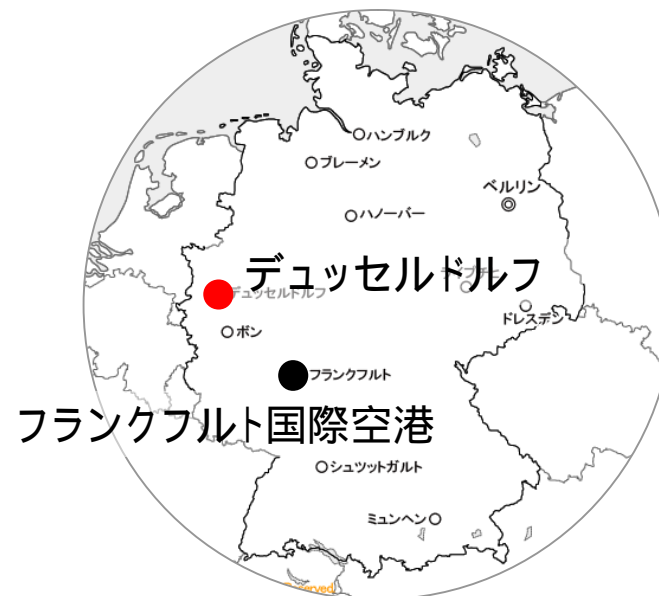 ハンブルク
ブレーメン
ベルリン
ハノーバー
デュッセルドルフ
デュッセルドルフ
ドレスデン
ボン
フランクフルト
フランクフルト国際空港
シュツットガルト
ミュンヘン